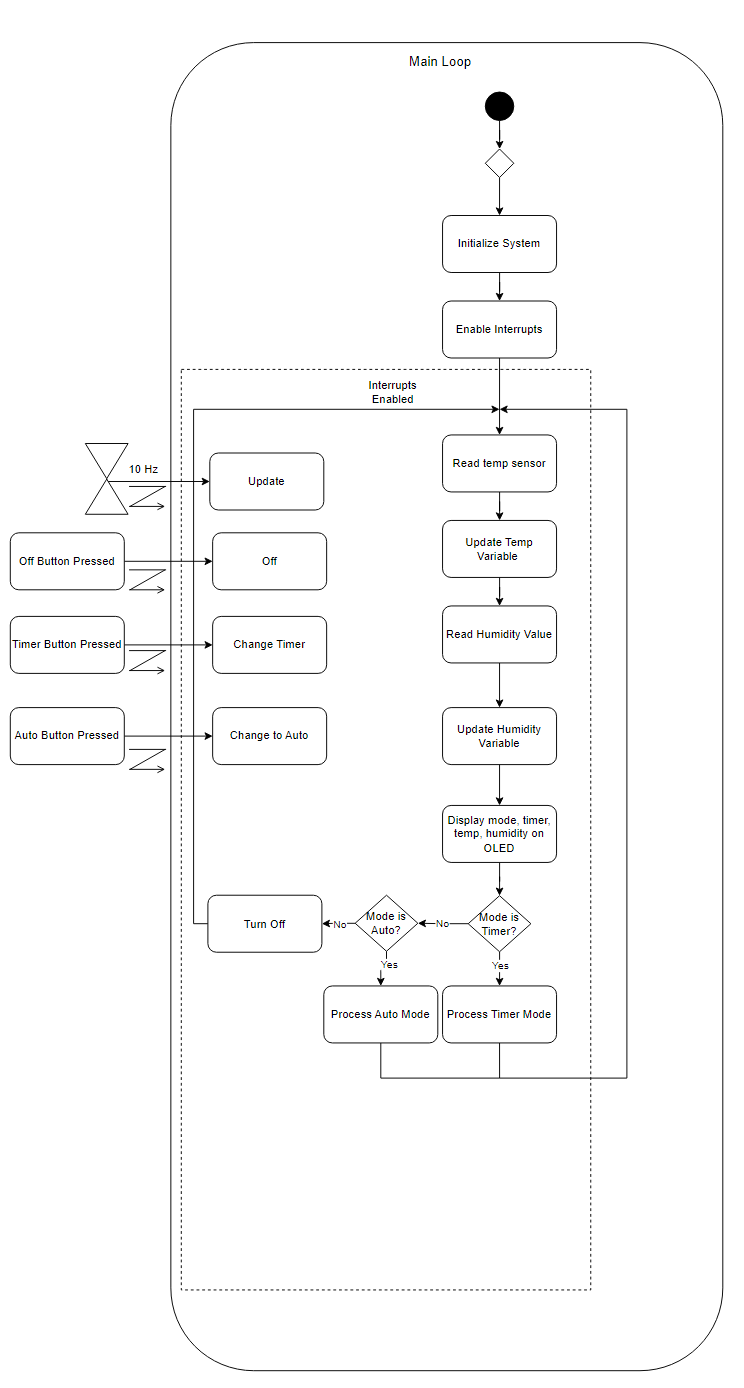 Main Loop
Initialize System
Enable Interrupts
Interrupts
Enabled
10 Hz
Update
Read temp sensor
Off Button Pressed
Off
Update Temp
Variable
Timer Button Pressed
Change Timer
Read Humidity Value
Auto Button Pressed
Change to Auto
Update Humidity
Variable
Display mode, timer,
temp, humidity on
OLED
Turn Off
No
Mode is
Auto?
No
Mode is
Timer?
Yes
Yes
Process Auto Mode
Process Timer Mode